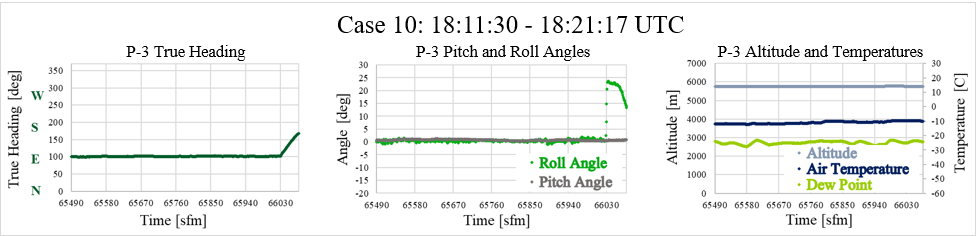 Case 10: 18:11:30 - 18:21:17 UTC
P-3 True Heading
True Heading [deg]
W
S
E
N
350
300
250
200
150
100
50
0
65490 65580 65670 65760 65850 65940 66030
Time [sfm]
P-3 Pitch and Roll Angles
Angle [deg]
30
25
20
15
10
5
0
-5
-10
-15
-20
Roll Angle
Pitch Angle
65490 65580 65670 65760 65850 65940 66030
Time [sfm]
P-3 Altitude and Temperatures
Altitude [m]
7000
6000
5000
4000
3000
2000
1000
0
Altitude
Air Temperature
Dew Point
30
20
10
0
-10
-20
-30
-40
-50
-60
Temperature [C]
65490 65580 65670 65760 65850 65940 66030
Time [sfm]